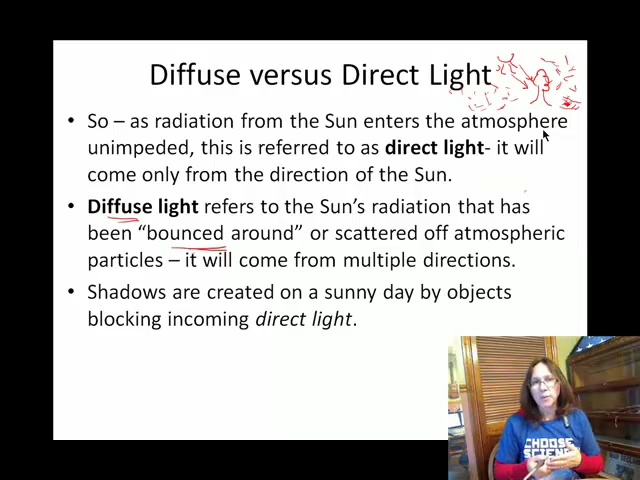 Diffuse versus Direct Light
• So – as radiation from the Sun enters the atmosphere
unimpeded, this is referred to as direct light- it will
come only from the direction of the Sun.
• Diffuse light refers to the Sun's radiation that has
been “bounced around” or scattered off atmospheric
particles – it will come from multiple directions.
• Shadows are created on a sunny day by objects
blocking incoming direct light.
CHOOSE
SCIENCE